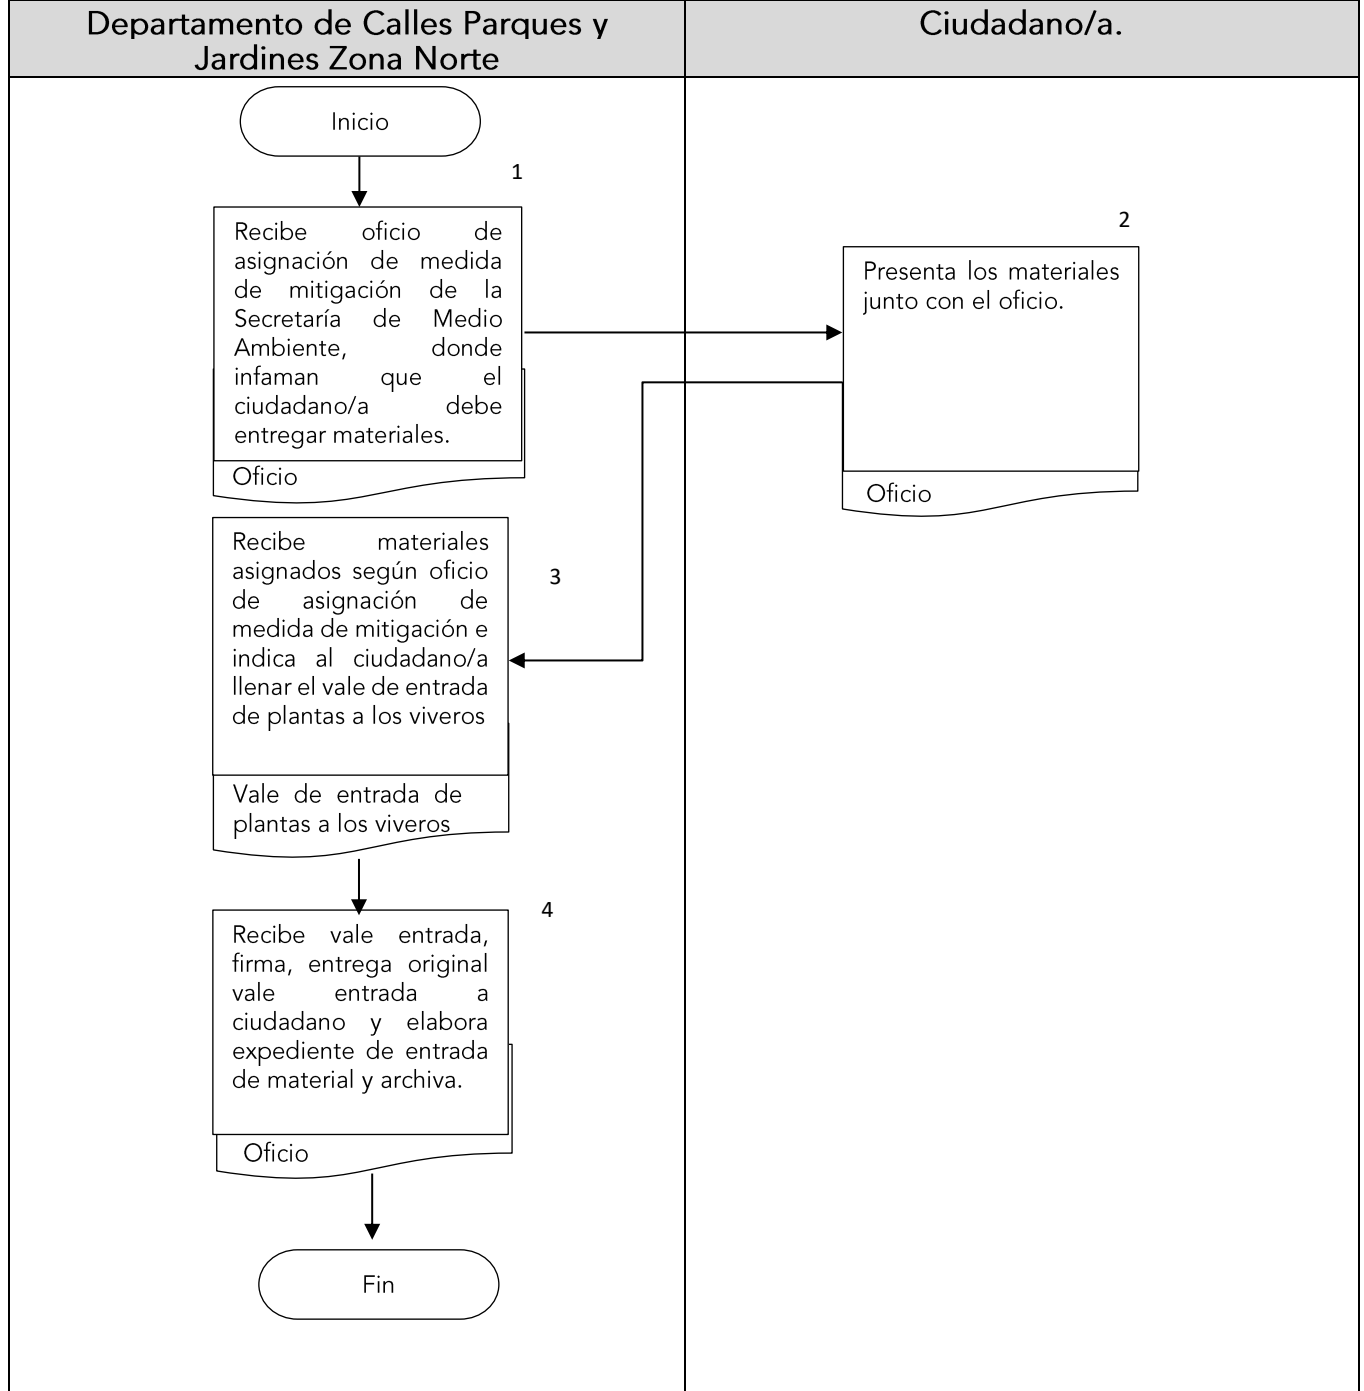 Departamento de Calles Parques y
Jardines Zona Norte
Ciudadano/a.
Inicio
1
Recibe oficio de
asignación de medida
de mitigación de la
Secretaría de Medio
Ambiente, donde
infaman que el
ciudadano/a debe
entregar materiales.
Oficio
2
Presenta los materiales
junto con el oficio.
Oficio
3
Recibe materiales
asignados según oficio
de asignación de
medida de mitigación e
indica al ciudadano/a
llenar el vale de entrada
de plantas a los viveros
Vale de entrada de
plantas a los viveros
4
Recibe vale entrada,
firma, entrega original
vale entrada a
ciudadano y elabora
expediente de entrada
de material y archiva.
Oficio
Fin